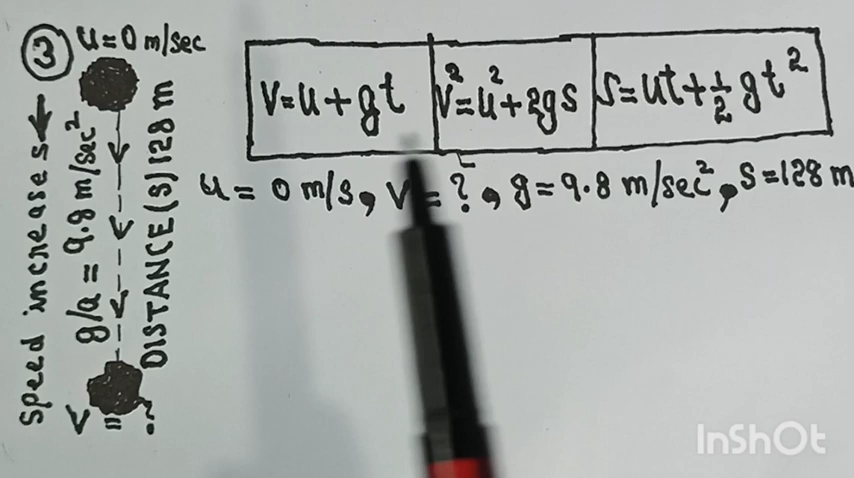 3 u=0 m/sec
V=u+gt V²=u²+2gs S=ut+½gt²
u= 0 m/s, V=?, g=9.8 m/sec², S=128 m
Speed increases
g/a = 9.8 m/sec²
DISTANCE(S) 128 m
V = ?
InShOt